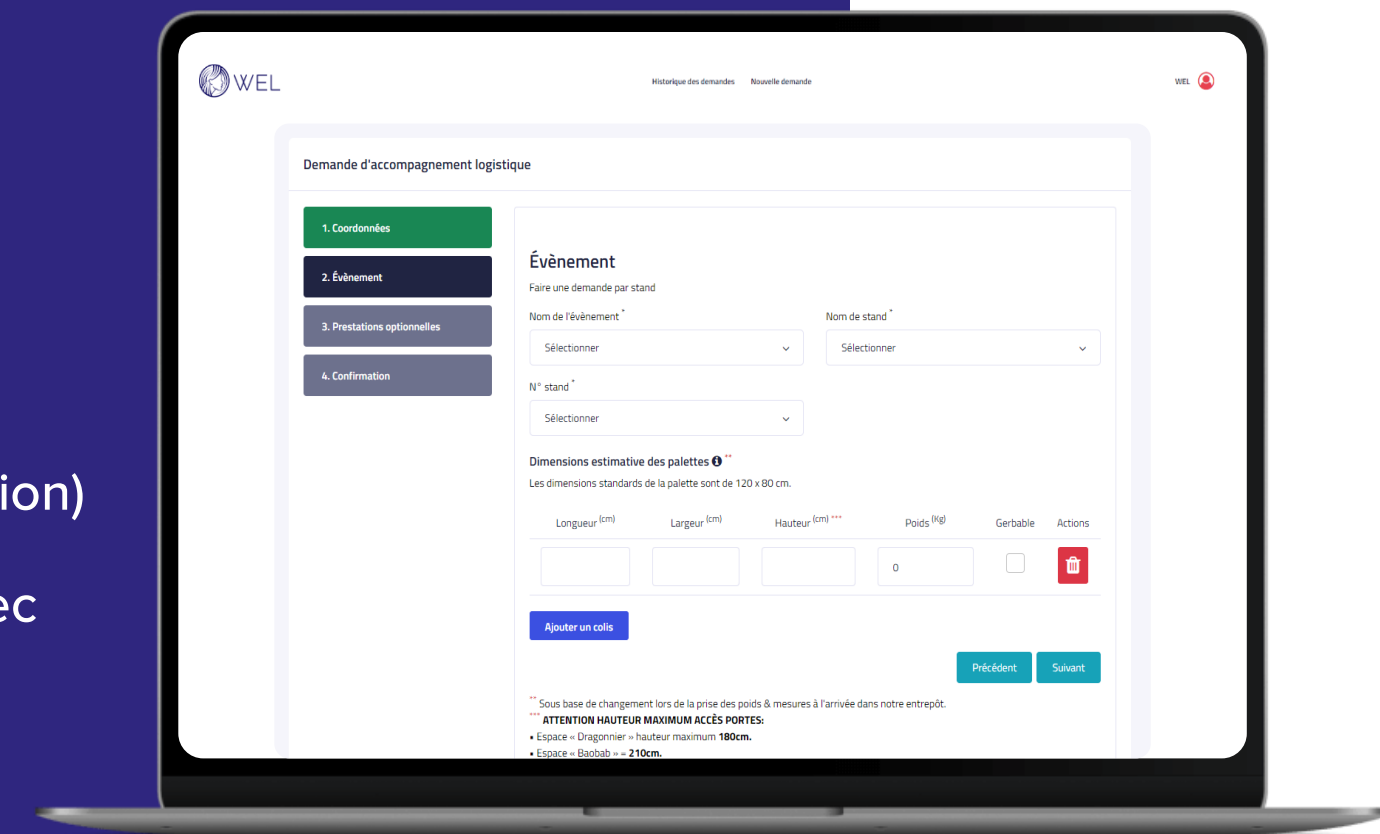 ion)
ec
WEL
Historique des demandes Nouvelle demande
WEL
Demande d'accompagnement logistique
1. Coordonnées
2. Évènement
3. Prestations optionnelles
4. Confirmation
Évènement
Faire une demande par stand
Nom de l'évènement * Nom de stand *
Sélectionner Sélectionner
N° stand *
Sélectionner
Dimensions estimative des palettes **
Les dimensions standards de la palette sont de 120 x 80 cm.
Longueur (cm) Largeur (cm) Hauteur (cm) *** Poids (Kg) Gerbable Actions
0
Ajouter un colis
Précédent Suivant
** Sous base de changement lors de la prise des poids & mesures à l'arrivée dans notre entrepôt.
*** ATTENTION HAUTEUR MAXIMUM ACCÈS PORTES:
• Espace « Dragonnier » hauteur maximum 180cm.
• Espace « Baobab » = 210cm.